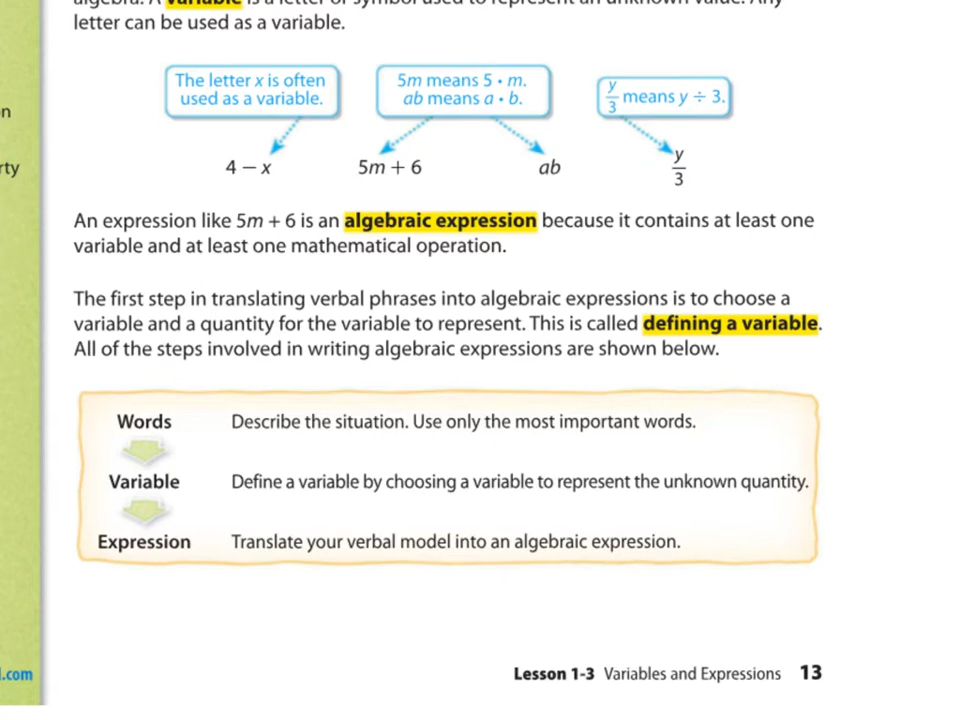 letter can be used as a variable.
The letter x is often
used as a variable.
5m means 5 • m.
ab means a • b.
y/3 means y ÷ 3.
4 – x
5m + 6
ab
y/3
An expression like 5m + 6 is an algebraic expression because it contains at least one
variable and at least one mathematical operation.
The first step in translating verbal phrases into algebraic expressions is to choose a
variable and a quantity for the variable to represent. This is called defining a variable.
All of the steps involved in writing algebraic expressions are shown below.
Words Describe the situation. Use only the most important words.
Variable Define a variable by choosing a variable to represent the unknown quantity.
Expression Translate your verbal model into an algebraic expression.
.com
Lesson 1-3 Variables and Expressions 13